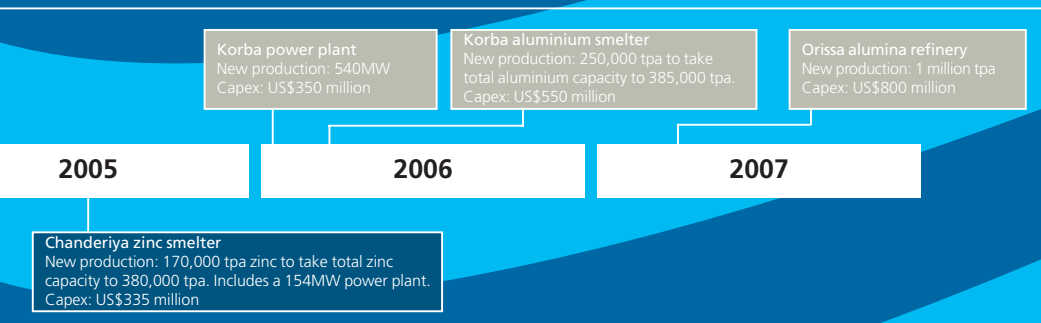 Korba power plant
New production: 540MW
Capex: US$350 million
Korba aluminium smelter
New production: 250,000 tpa to take
total aluminium capacity to 385,000 tpa.
Capex: US$550 million
Orissa alumina refinery
New production: 1 million tpa
Capex: US$800 million
2005
2006
2007
Chanderiya zinc smelter
New production: 170,000 tpa zinc to take total zinc
capacity to 380,000 tpa. Includes a 154MW power plant.
Capex: US$335 million